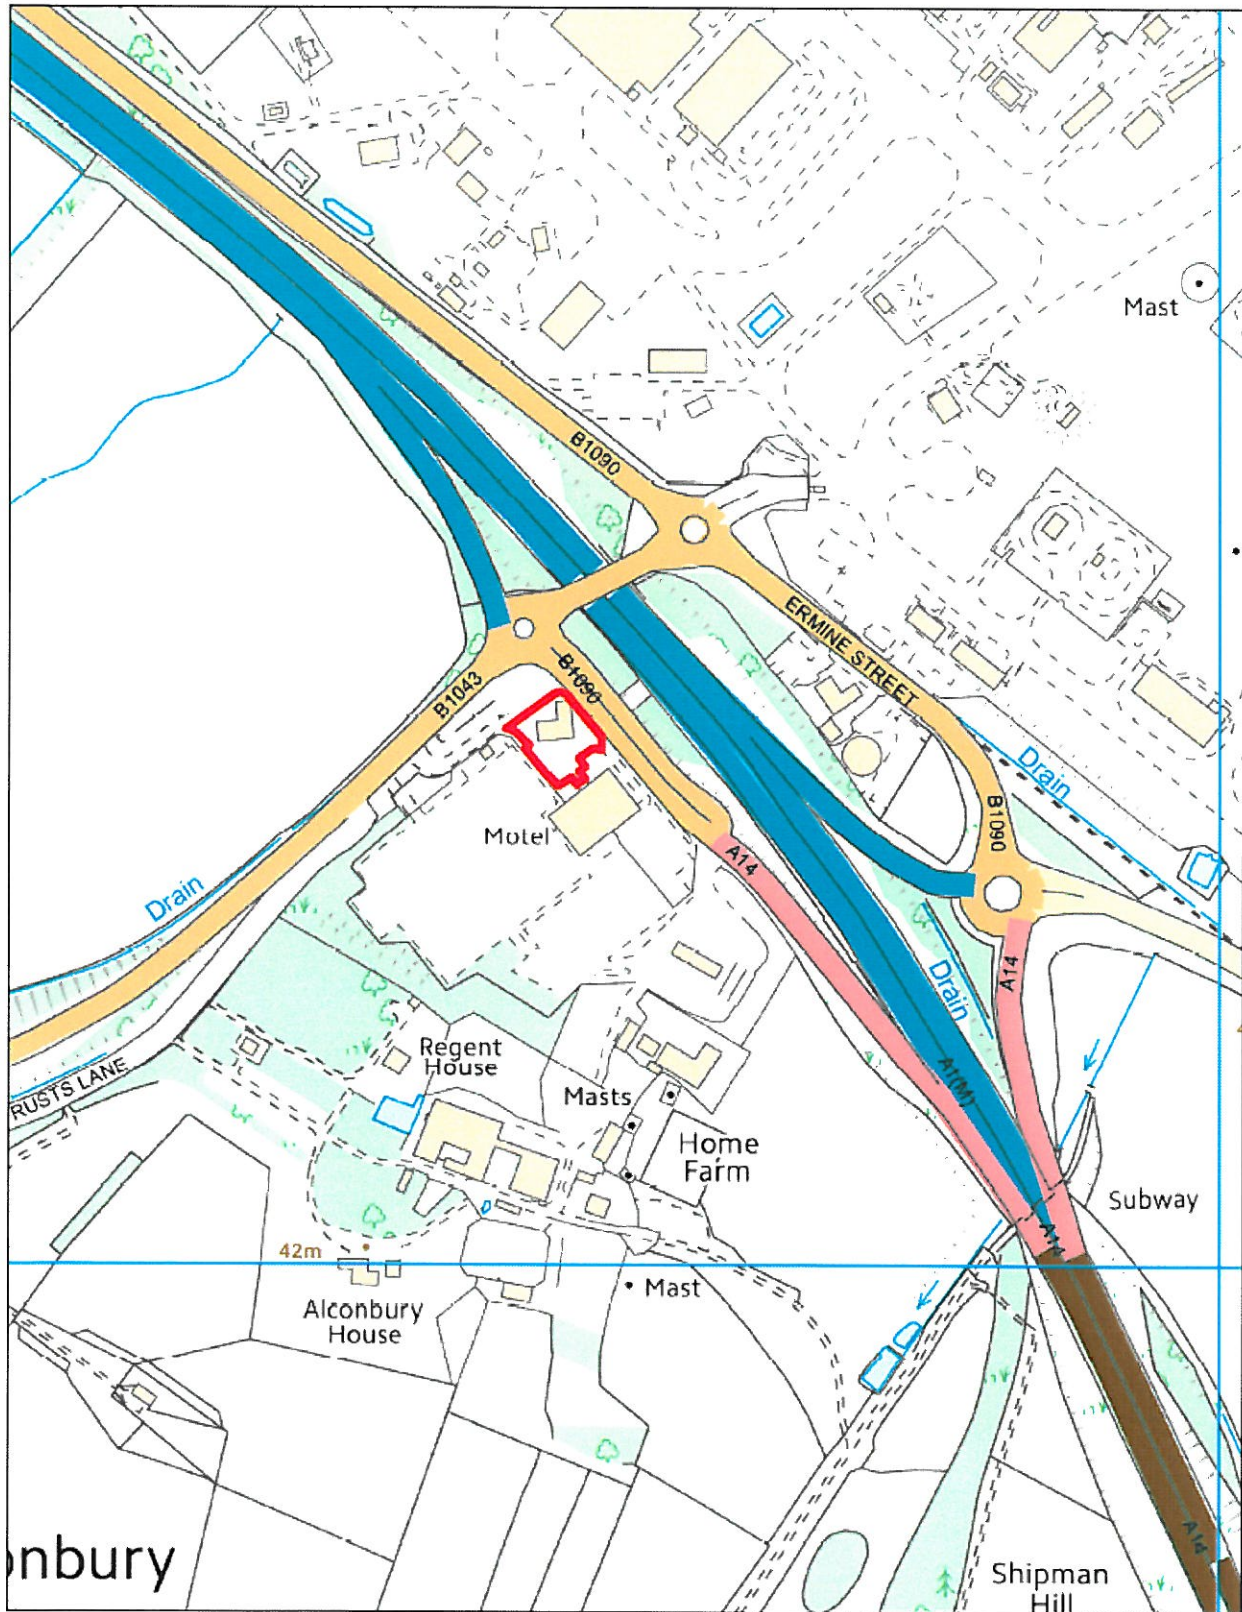 Mast
B1090
ERMINE STREET
B1090
B1043
Drain
B1090
Motel
A14
Drain
A14
Drain
A1(M)
Regent
House
RUSTS LANE
Masts
Home
Farm
Subway
A14
42m
Mast
Alconbury
House
A14
onbury
Shipman
Hill